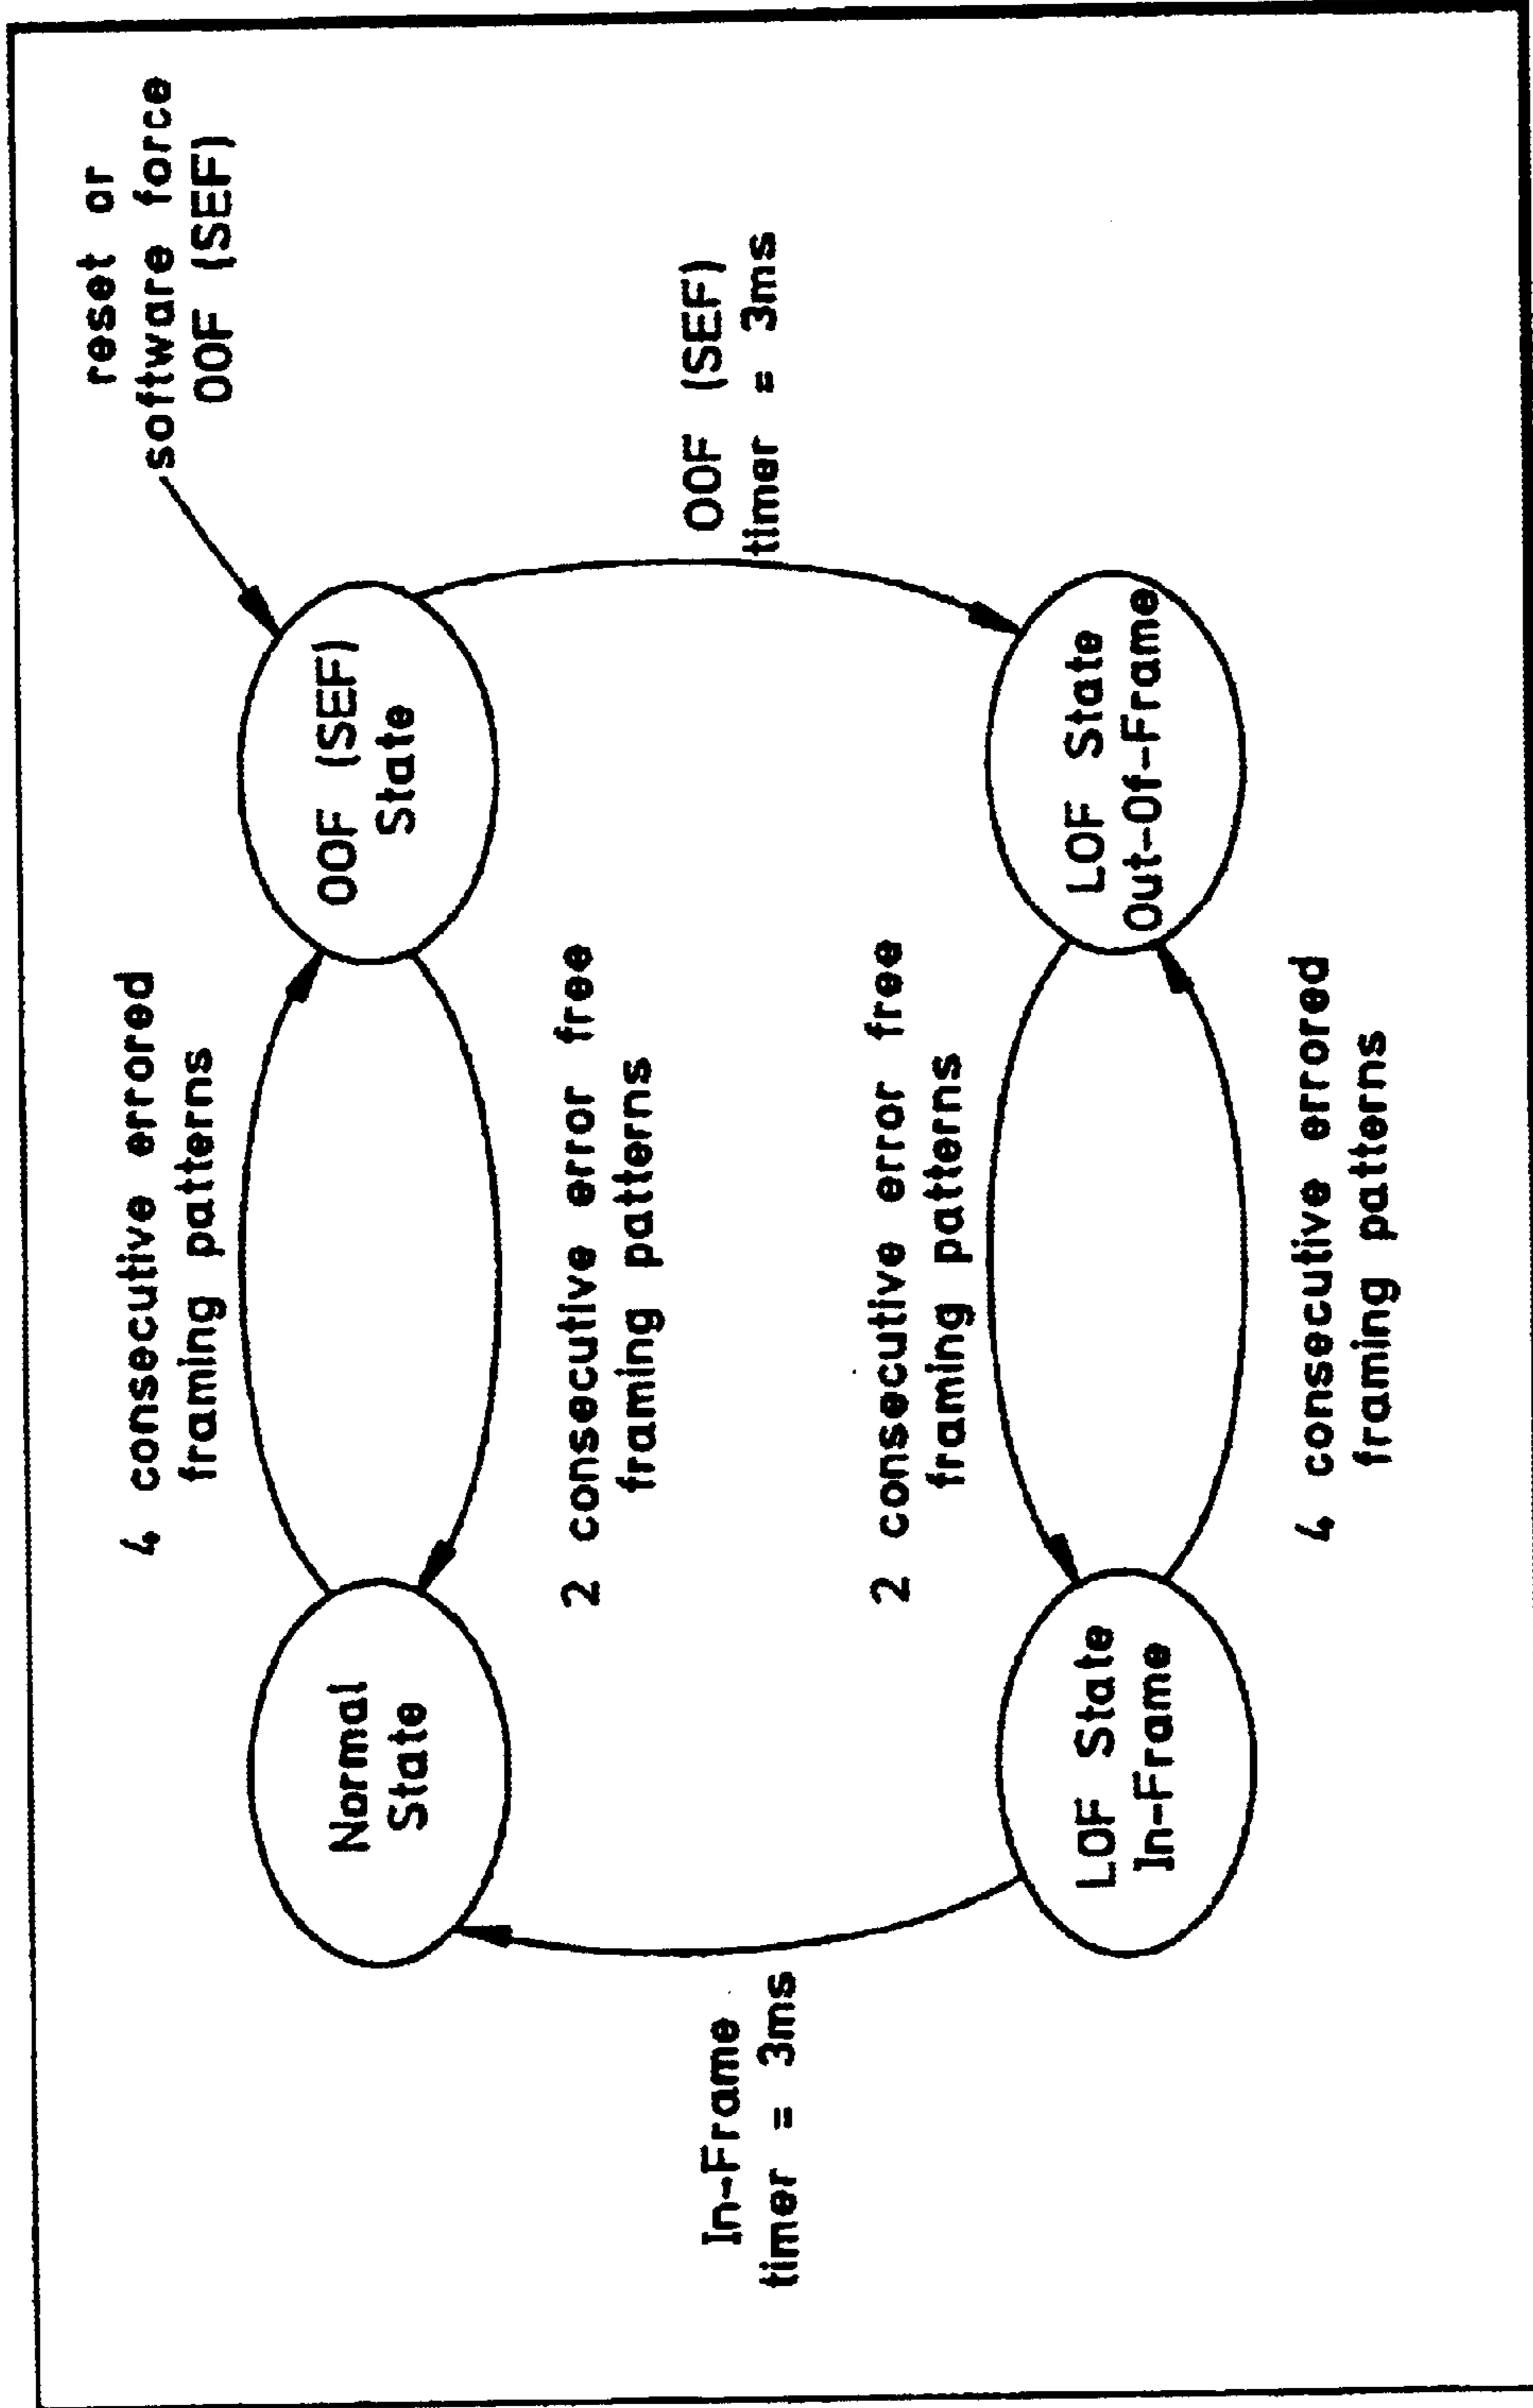 reset or
software force
OOF (SEF)
4 consecutive errored
framing patterns
Normal
State
OOF (SEF)
State
2 consecutive error free
framing patterns
In-Frame
timer = 3ms
OOF (SEF)
timer = 3ms
2 consecutive error free
framing patterns
LOF State
In-Frame
LOF State
Out-Of-Frame
4 consecutive errored
framing patterns